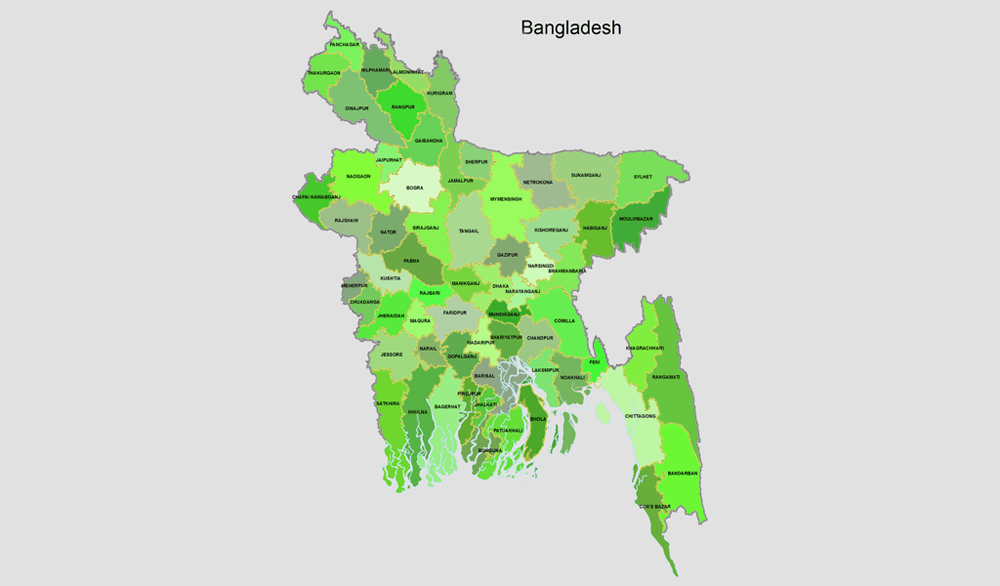 Bangladesh
PANCHAGAR
THAKURGAON
NILPHAMARI
LALMONIRHAT
KURIGRAM
DINAJPUR
RANGPUR
GAIBANDHA
JAIPURHAT
NAOGAON
BOGRA
JAMALPUR
SHERPUR
NETROKONA
SUNAMGANJ
SYLHET
CHAPAI NAWABGANJ
MYMENSINGH
RAJSHAHI
NATOR
SIRAJGANJ
TANGAIL
KISHOREGANJ
HABIGANJ
MOULVIBAZAR
PABNA
GAZIPUR
NARSINGDI
BRAHMANBARIA
KUSHTIA
MEHERPUR
MANIKGANJ
DHAKA
NARAYANGANJ
RAJBARI
CHUADANGA
JHENAIDAH
MAGURA
FARIDPUR
MUNSHIGANJ
COMILLA
NARAIL
MADARIPUR
SHARIYATPUR
CHANDPUR
JESSORE
GOPALGANJ
KHAGRACHHARI
FENI
LAKSMIPUR
NOAKHALI
RANGAMATI
BARISAL
PIROJPUR
JHALKATI
SATKHIRA
KHULNA
BAGERHAT
BHOLA
CHITTAGONG
PATUAKHALI
BORGUNA
BANDARBAN
COX'S BAZAR